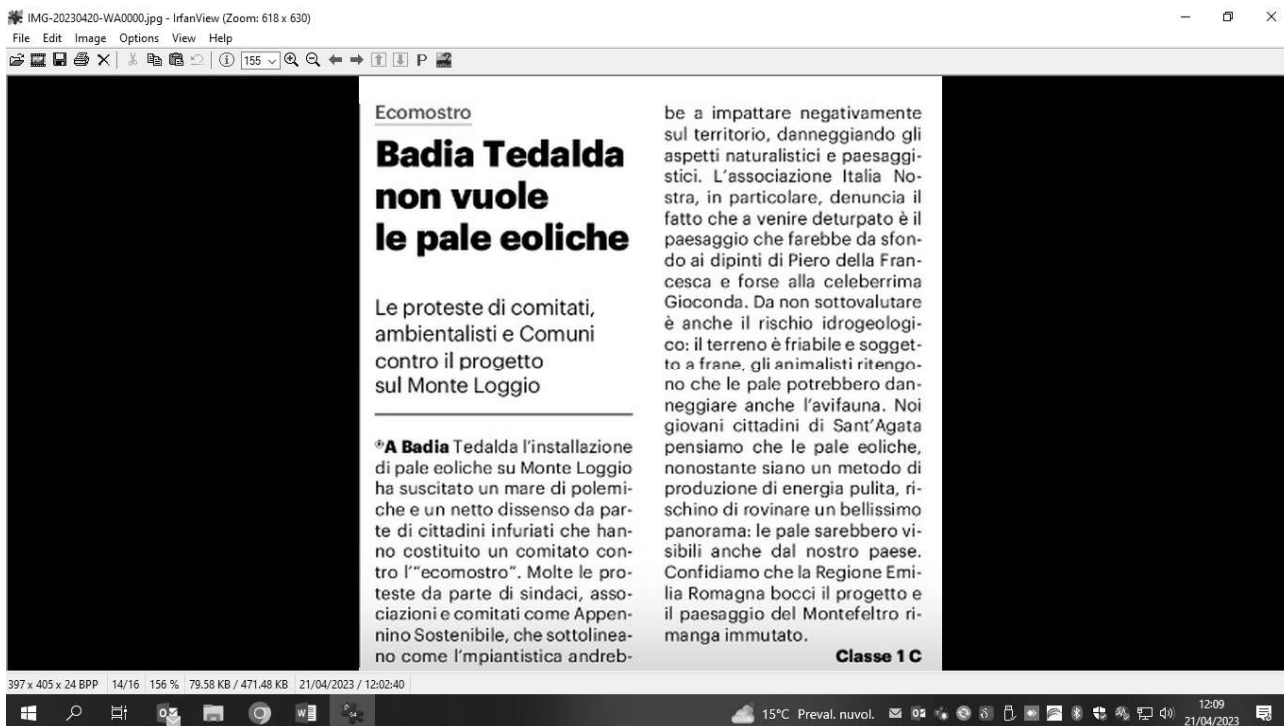 IMG-20230420-WA0000.jpg - IrfanView (Zoom: 618 x 630)
File Edit Image Options View Help
155
P
Ecomostro
Badia Tedalda
non vuole
le pale eoliche
Le proteste di comitati,
ambientalisti e Comuni
contro il progetto
sul Monte Loggio
A Badia Tedalda l'installazione
di pale eoliche su Monte Loggio
ha suscitato un mare di polemi-
che e un netto dissenso da par-
te di cittadini infuriati che han-
no costituito un comitato con-
tro l'"ecomostro". Molte le pro-
teste da parte di sindaci, asso-
ciazioni e comitati come Appen-
nino Sostenibile, che sottolinea-
no come l'mpiantistica andreb-
be a impattare negativamente
sul territorio, danneggiando gli
aspetti naturalistici e paesaggi-
stici. L'associazione Italia No-
stra, in particolare, denuncia il
fatto che a venire deturpato è il
paesaggio che farebbe da sfon-
do ai dipinti di Piero della Fran-
cesca e forse alla celeberrima
Gioconda. Da non sottovalutare
è anche il rischio idrogeologi-
co: il terreno è friabile e sogget-
to a frane, gli animalisti ritengo-
no che le pale potrebbero dan-
neggiare anche l'avifauna. Noi
giovani cittadini di Sant'Agata
pensiamo che le pale eoliche,
nonostante siano un metodo di
produzione di energia pulita, ri-
schino di rovinare un bellissimo
panorama: le pale sarebbero vi-
sibili anche dal nostro paese.
Confidiamo che la Regione Emi-
lia Romagna bocci il progetto e
il paesaggio del Montefeltro ri-
manga immutato.
Classe 1 C
397 x 405 x 24 BPP 14/16 156 % 79.58 KB / 471.48 KB 21/04/2023 / 12:02:40
15°C Preval. nuvol.
12:09
21/04/2023